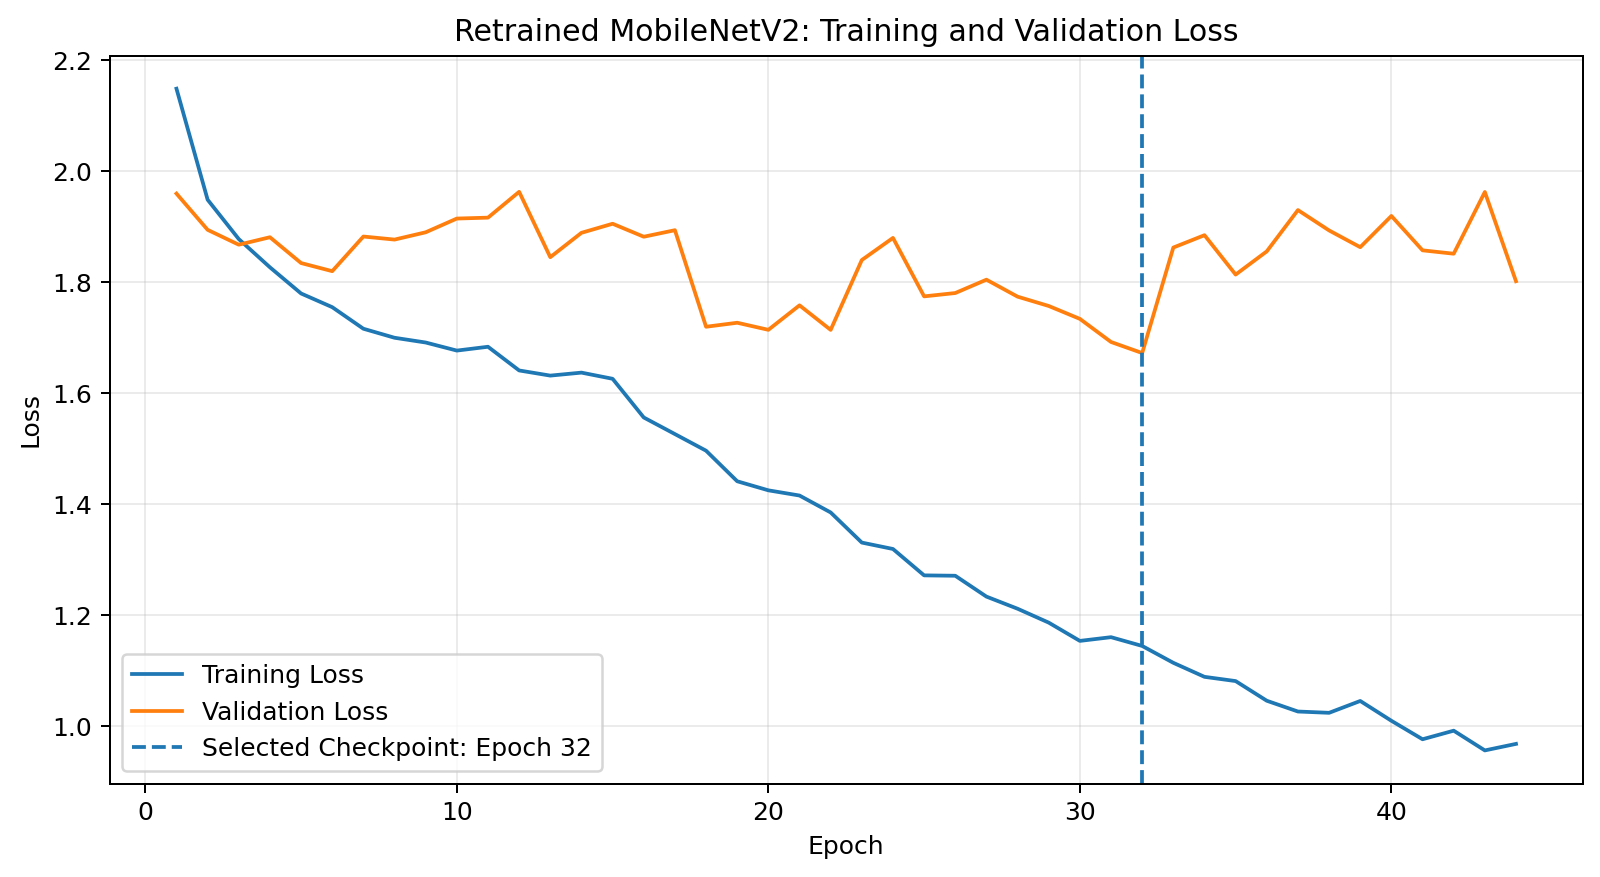 Retrained MobileNetV2: Training and Validation Loss
2.2
2.0
1.8
1.6
1.4
1.2
1.0
Loss
Training Loss
Validation Loss
Selected Checkpoint: Epoch 32
0 10 20 30 40
Epoch